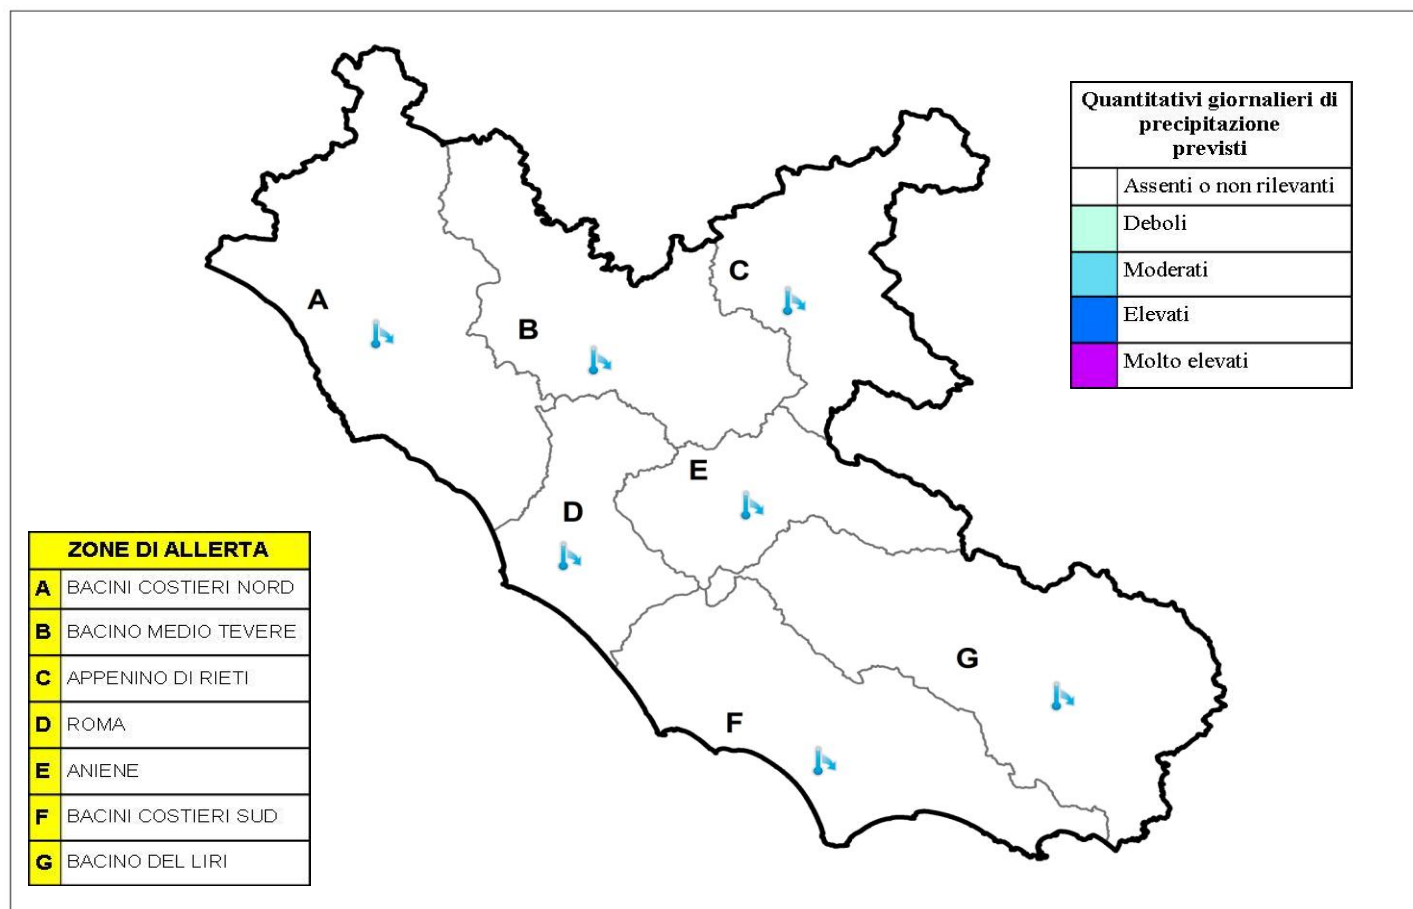 Quantitativi giornalieri di
precipitazione
previsti
Assenti o non rilevanti
Deboli
Moderati
Elevati
Molto elevati
A
B
C
D
E
F
G
ZONE DI ALLERTA
A BACINI COSTIERI NORD
B BACINO MEDIO TEVERE
C APPENINO DI RIETI
D ROMA
E ANIENE
F BACINI COSTIERI SUD
G BACINO DEL LIRI